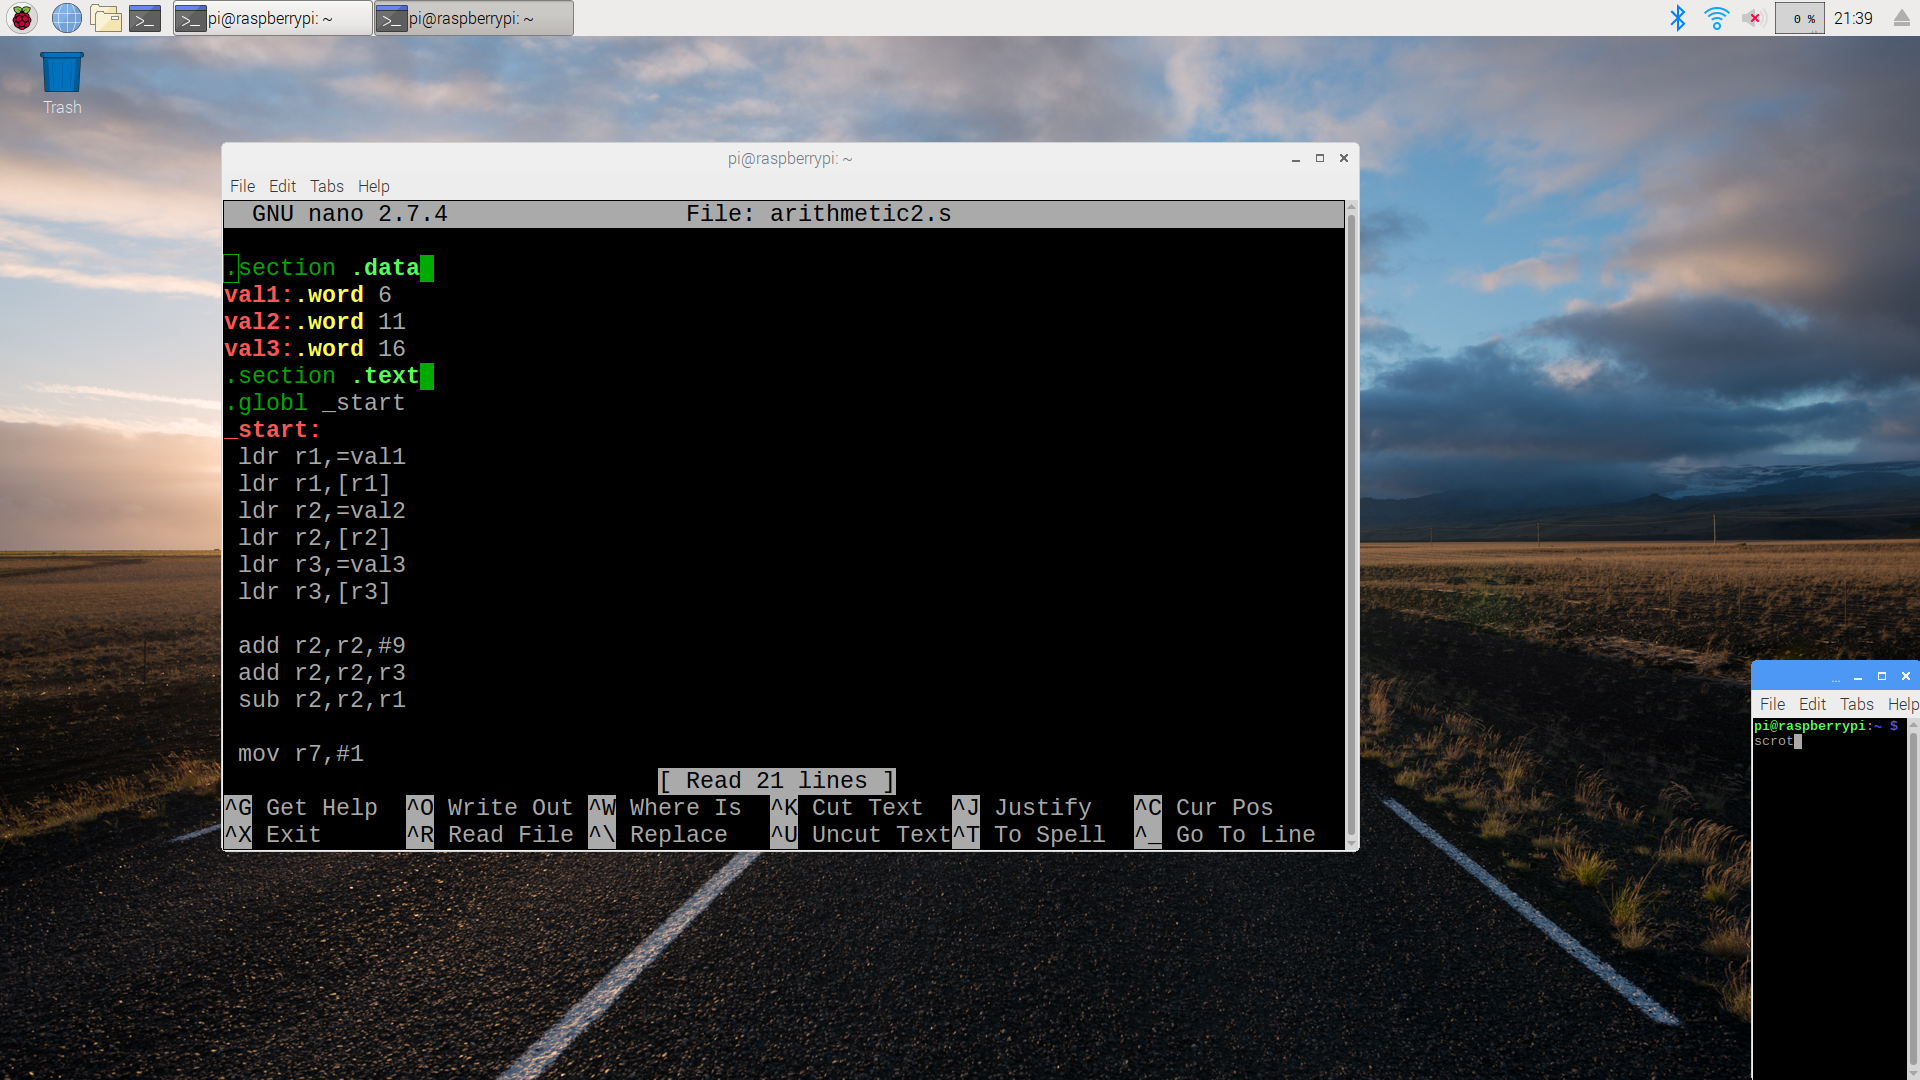 pi@raspberrypi: ~
pi@raspberrypi: ~
0 %
21:39
Trash
pi@raspberrypi: ~
File Edit Tabs Help
GNU nano 2.7.4 File: arithmetic2.s
.section .data
val1:.word 6
val2:.word 11
val3:.word 16
.section .text
.globl _start
_start:
ldr r1,=val1
ldr r1,[r1]
ldr r2,=val2
ldr r2,[r2]
ldr r3,=val3
ldr r3,[r3]
add r2,r2,#9
add r2,r2,r3
sub r2,r2,r1
mov r7,#1
[ Read 21 lines ]
^G Get Help ^O Write Out ^W Where Is ^K Cut Text ^J Justify ^C Cur Pos
^X Exit ^R Read File ^\ Replace ^U Uncut Text ^T To Spell ^_ Go To Line
...
File Edit Tabs Help
pi@raspberrypi:~ $
scrot